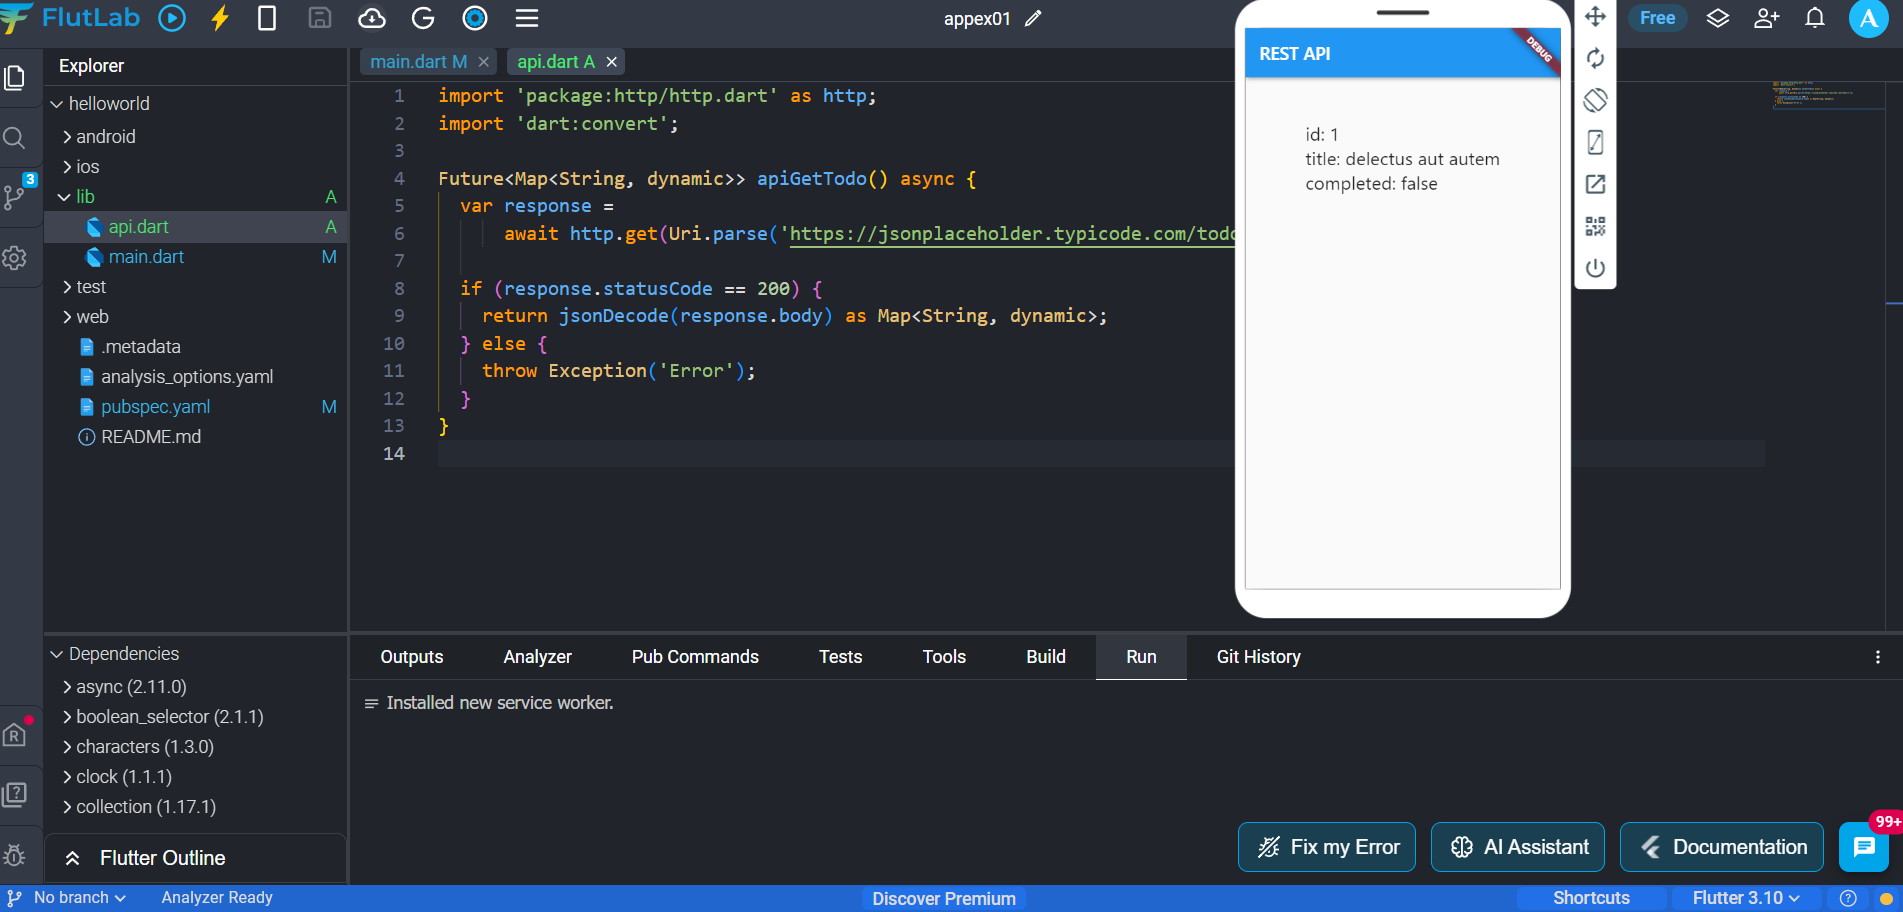 FlutLab
appex01
Free
A
Explorer
main.dart M
api.dart A
helloworld
android
ios
lib A
api.dart A
main.dart M
test
web
.metadata
analysis_options.yaml
pubspec.yaml M
README.md
3
1 import 'package:http/http.dart' as http;
2 import 'dart:convert';
3
4 Future<Map<String, dynamic>> apiGetTodo() async {
5 var response =
6 await http.get(Uri.parse('https://jsonplaceholder.typicode.com/todo
7
8 if (response.statusCode == 200) {
9 return jsonDecode(response.body) as Map<String, dynamic>;
10 } else {
11 throw Exception('Error');
12 }
13 }
14
REST API
DEBUG
id: 1
title: delectus aut autem
completed: false
Dependencies
async (2.11.0)
boolean_selector (2.1.1)
characters (1.3.0)
clock (1.1.1)
collection (1.17.1)
Flutter Outline
R
Outputs Analyzer Pub Commands Tests Tools Build Run Git History
Installed new service worker.
Fix my Error
AI Assistant
Documentation
99+
No branch
Analyzer Ready
Discover Premium
Shortcuts
Flutter 3.10